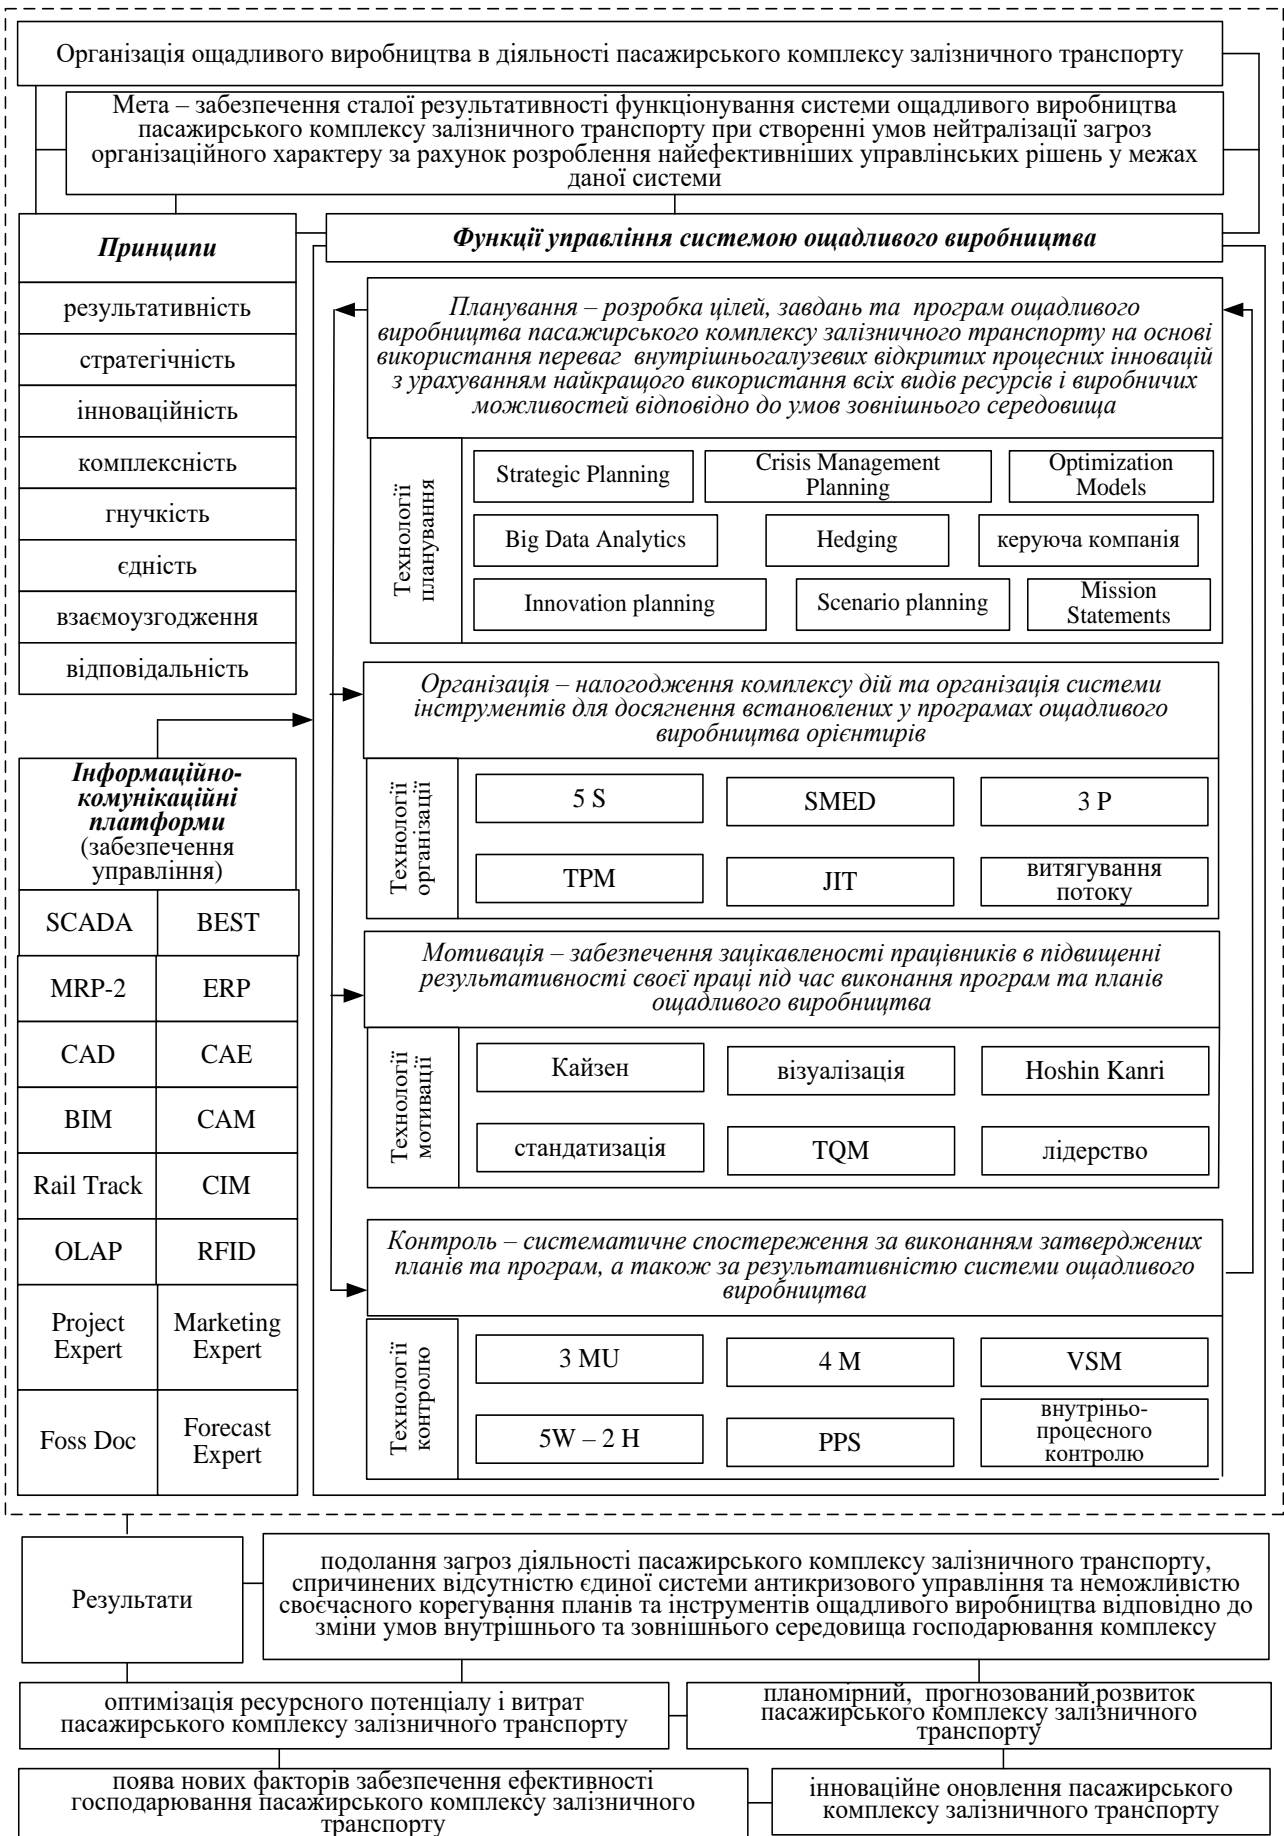 Організація ощадливого виробництва в діяльності пасажирського комплексу залізничного транспорту
Мета – забезпечення сталої результативності функціонування системи ощадливого виробництва
пасажирського комплексу залізничного транспорту при створенні умов нейтралізації загроз
організаційного характеру за рахунок розроблення найефективніших управлінських рішень у межах
даної системи
Принципи
результативність
стратегічність
інноваційність
комплексність
гнучкість
єдність
взаємоузгодження
відповідальність
Інформаційно-
комунікаційні
платформи
(забезпечення
управління)
SCADA
BEST
MRP-2
ERP
CAD
CAE
BIM
CAM
Rail Track
CIM
OLAP
RFID
Project
Expert
Marketing
Expert
Foss Doc
Forecast
Expert
Функції управління системою ощадливого виробництва
Планування – розробка цілей, завдань та програм ощадливого
виробництва пасажирського комплексу залізничного транспорту на основі
використання переваг внутрішньогалузевих відкритих процесних інновацій
з урахуванням найкращого використання всіх видів ресурсів і виробничих
можливостей відповідно до умов зовнішнього середовища
Технології
планування
Strategic Planning
Crisis Management
Planning
Optimization
Models
Big Data Analytics
Hedging
керуюча компанія
Innovation planning
Scenario planning
Mission
Statements
Організація – налогодження комплексу дій та організація системи
інструментів для досягнення встановлених у програмах ощадливого
виробництва орієнтирів
Технології
організації
5 S
SMED
3 P
TPM
JIT
витягування
потоку
Мотивація – забезпечення зацікавленості працівників в підвищенні
результативності своєї праці під час виконання програм та планів
ощадливого виробництва
Технології
мотивації
Кайзен
візуалізація
Hoshin Kanri
стандатизація
TQM
лідерство
Контроль – систематичне спостереження за виконанням затверджених
планів та програм, а також за результативністю системи ощадливого
виробництва
Технології
контролю
3 MU
4 M
VSM
5W – 2 H
PPS
внутріньо-
процесного
контролю
Результати
подолання загроз діяльності пасажирського комплексу залізничного транспорту,
спричинених відсутністю єдиної системи антикризового управління та неможливістю
своєчасного корегування планів та інструментів ощадливого виробництва відповідно до
зміни умов внутрішнього та зовнішнього середовища господарювання комплексу
оптимізація ресурсного потенціалу і витрат
пасажирського комплексу залізничного транспорту
планомірний, прогнозований розвиток
пасажирського комплексу залізничного
транспорту
поява нових факторів забезпечення ефективності
господарювання пасажирського комплексу залізничного
транспорту
інноваційне оновлення пасажирського
комплексу залізничного транспорту